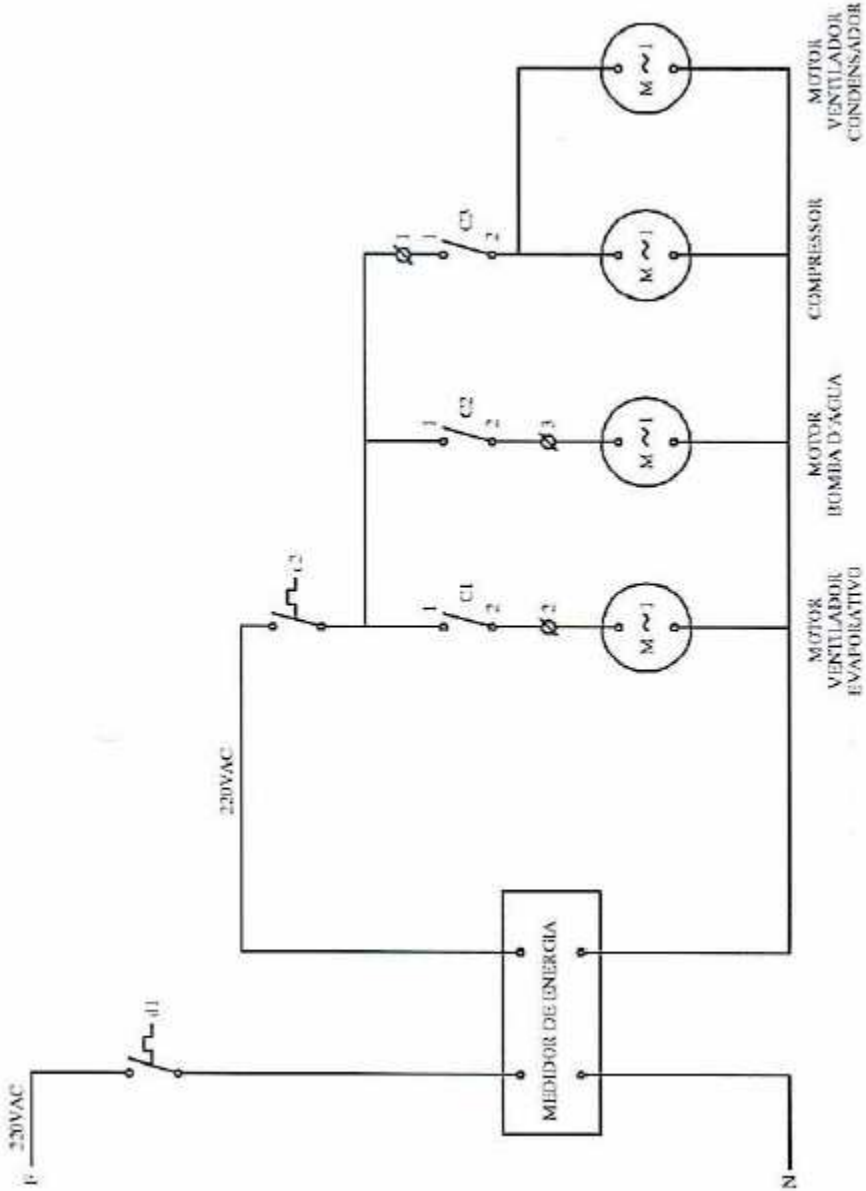 220VAC
F
d1
MEDIDOR DE ENERGIA
N
220VAC
1
C1
2
2
M ~ 1
MOTOR
VENTILADOR
EVAPORATIVO
1
C2
2
3
M ~ 1
MOTOR
BOMBA D'AGUA
1
1
C3
2
M ~ 1
COMPRESSOR
M ~ 1
MOTOR
VENTILADOR
CONDENSADOR